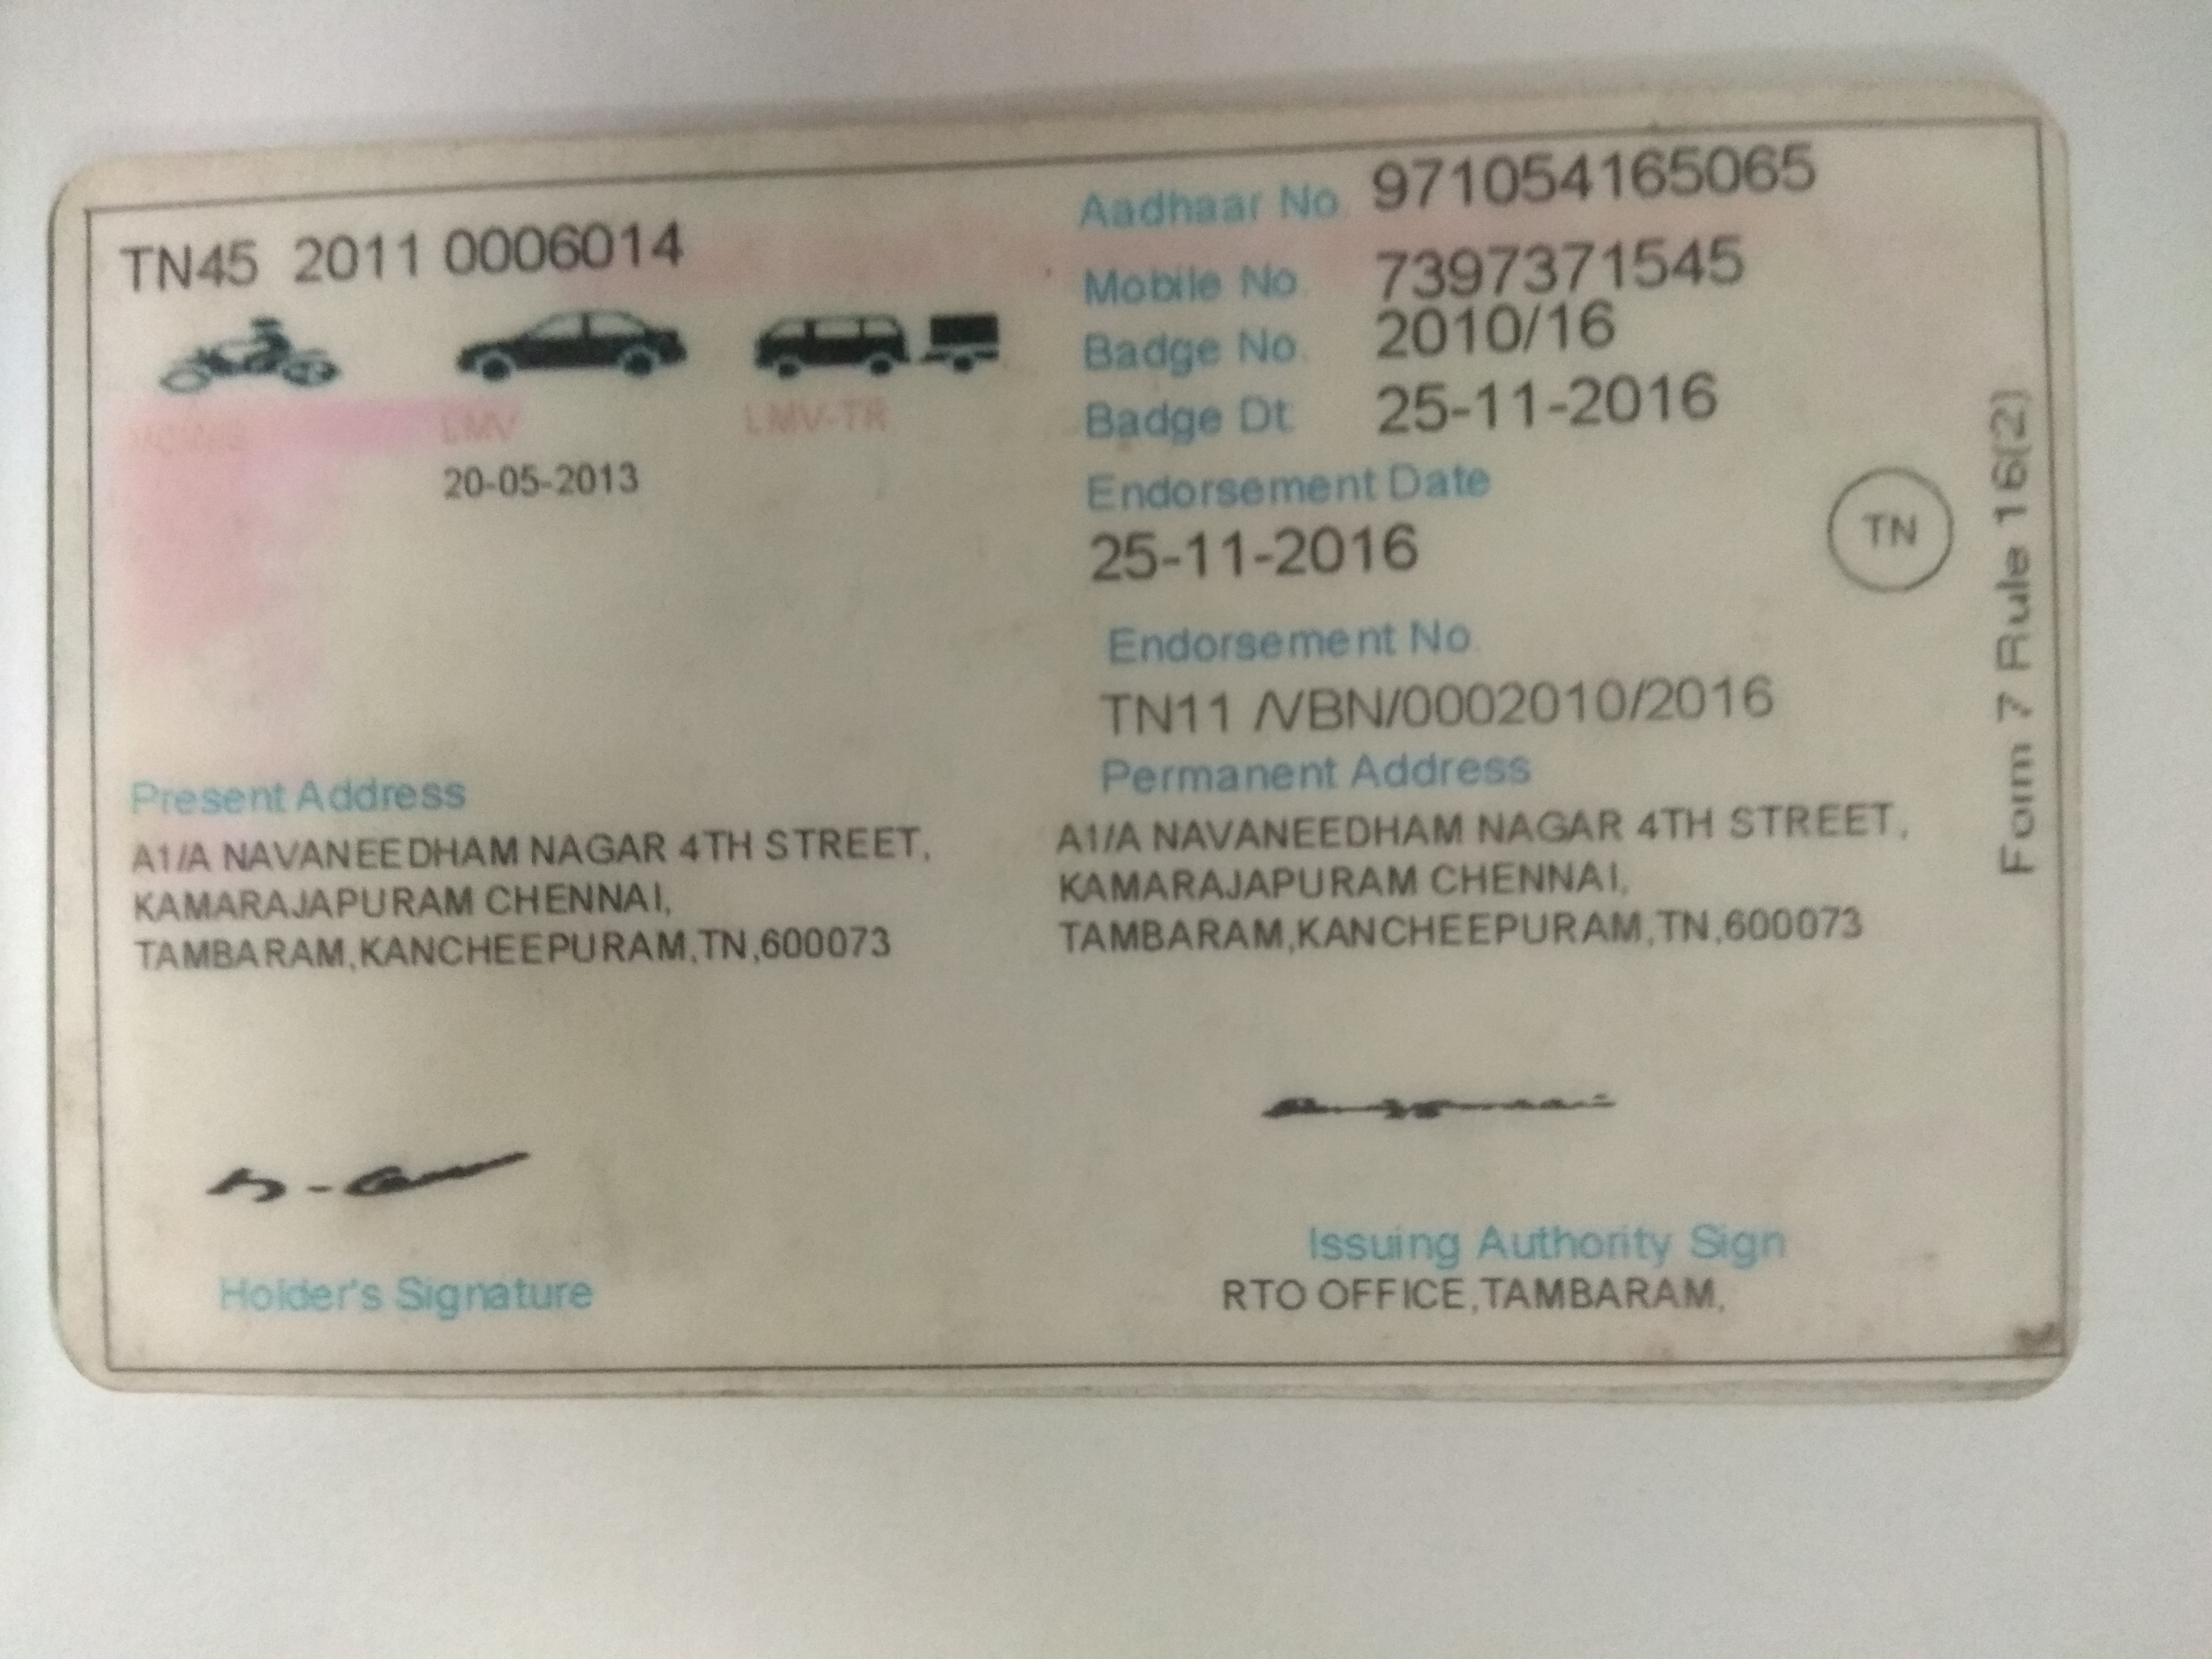 TN45 2011 0006014
LMV
LMV-TR
20-05-2013
Aadhaar No. 971054165065
Mobile No. 7397371545
Badge No. 2010/16
Badge Dt 25-11-2016
Endorsement Date
25-11-2016
TN
Form 7 Rule 16(2)
Endorsement No.
TN11 /VBN/0002010/2016
Present Address
A1/A NAVANEEDHAM NAGAR 4TH STREET,
KAMARAJAPURAM CHENNAI,
TAMBARAM,KANCHEEPURAM,TN,600073
Permanent Address
A1/A NAVANEEDHAM NAGAR 4TH STREET,
KAMARAJAPURAM CHENNAI,
TAMBARAM,KANCHEEPURAM,TN,600073
Holder's Signature
Issuing Authority Sign
RTO OFFICE,TAMBARAM,